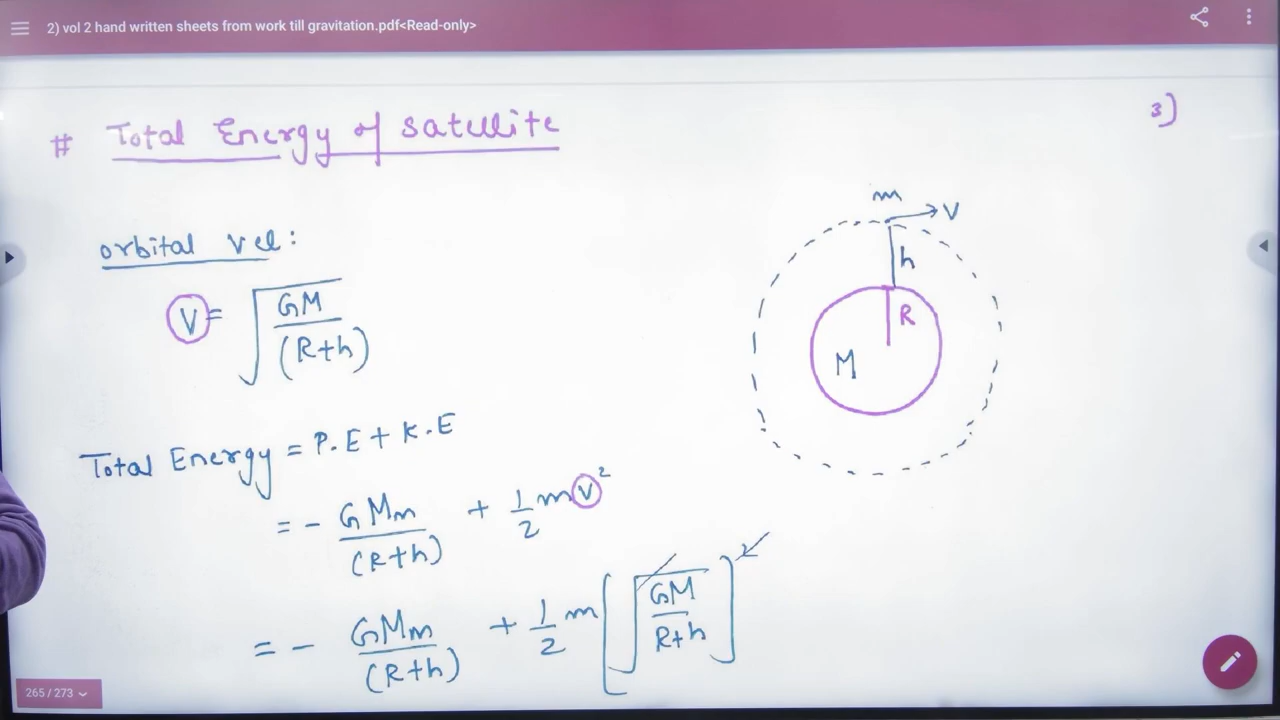 2) vol 2 hand written sheets from work till gravitation.pdf<Read-only>
# Total Energy of satellite
3)
orbital vel:
V = √(GM/(R+h))
m
V
h
R
M
Total Energy = P.E + K.E
= - GMm/(R+h) + 1/2 mv²
= - GMm/(R+h) + 1/2 m[√(GM/R+h)]²
265 / 273